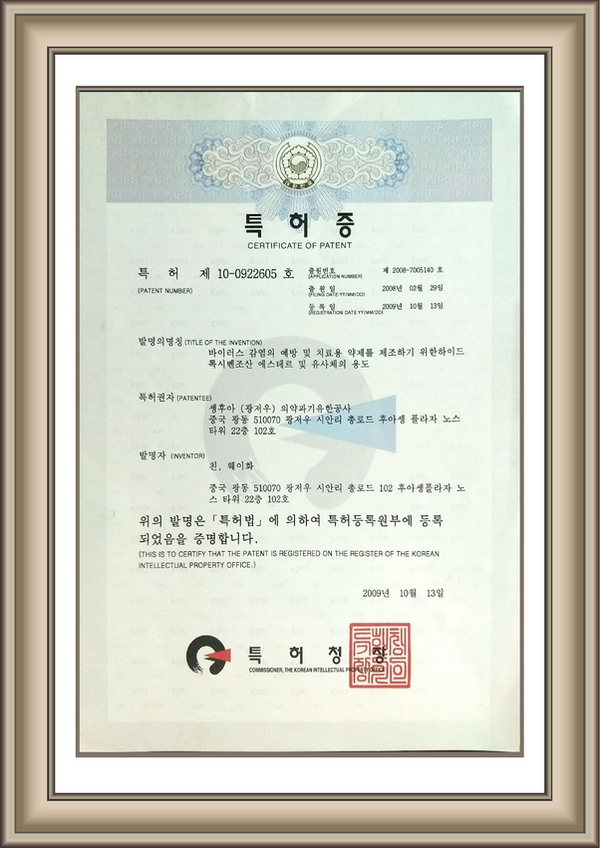 특 허 증
CERTIFICATE OF PATENT
특 허 제 10-0922605 호
(PATENT NUMBER)
출원번호 제 2008-7005140 호
(APPLICATION NUMBER)
출 원 일 2008년 02월 29일
(FILING DATE:YY/MM/DD)
등 록 일 2009년 10월 13일
(REGISTRATION DATE:YY/MM/DD)
발명의명칭 (TITLE OF THE INVENTION)
바이러스 감염의 예방 및 치료용 약제를 제조하기 위한하이드
록시벤조산 에스테르 및 유사체의 용도
특허권자 (PATENTEE)
셍후아 (광저우) 의약과기유한공사
중국 광동 510070 광저우 시안리 종로드 후아셍 플라자 노스
타워 22층 102호
발명자 (INVENTOR)
친, 웨이화
중국 광동 510070 광저우 시안리 종로드 102 후아셍플라자 노
스 타워 22층 102호
위의 발명은 「특허법」에 의하여 특허등록원부에 등록
되었음을 증명합니다.
(THIS IS TO CERTIFY THAT THE PATENT IS REGISTERED ON THE REGISTER OF THE KOREAN
INTELLECTUAL PROPERTY OFFICE.)
2009년 10월 13일
특 허 청 장
COMMISSIONER, THE KOREAN INTELLECTUAL PROPERTY OFFICE